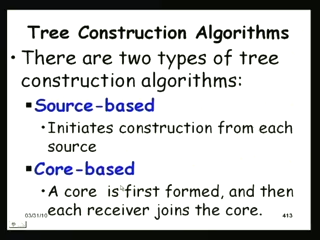 Tree Construction Algorithms
• There are two types of tree
construction algorithms:
▪ Source-based
• Initiates construction from each
source
▪ Core-based
• A core is first formed, and then
each receiver joins the core.
03/31/10
413